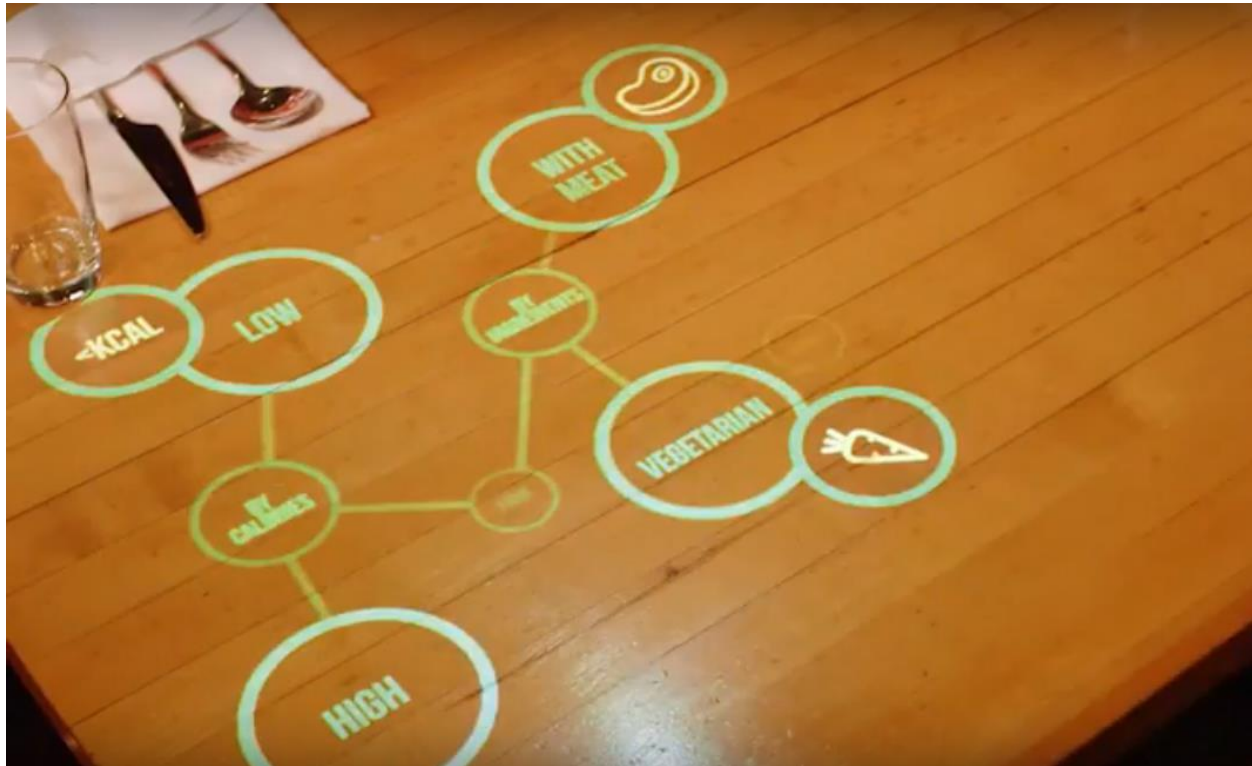 WITH
MEAT
<KCAL
LOW
BY
INGREDIENTS
VEGETARIAN
BY
CALORIES
HIGH